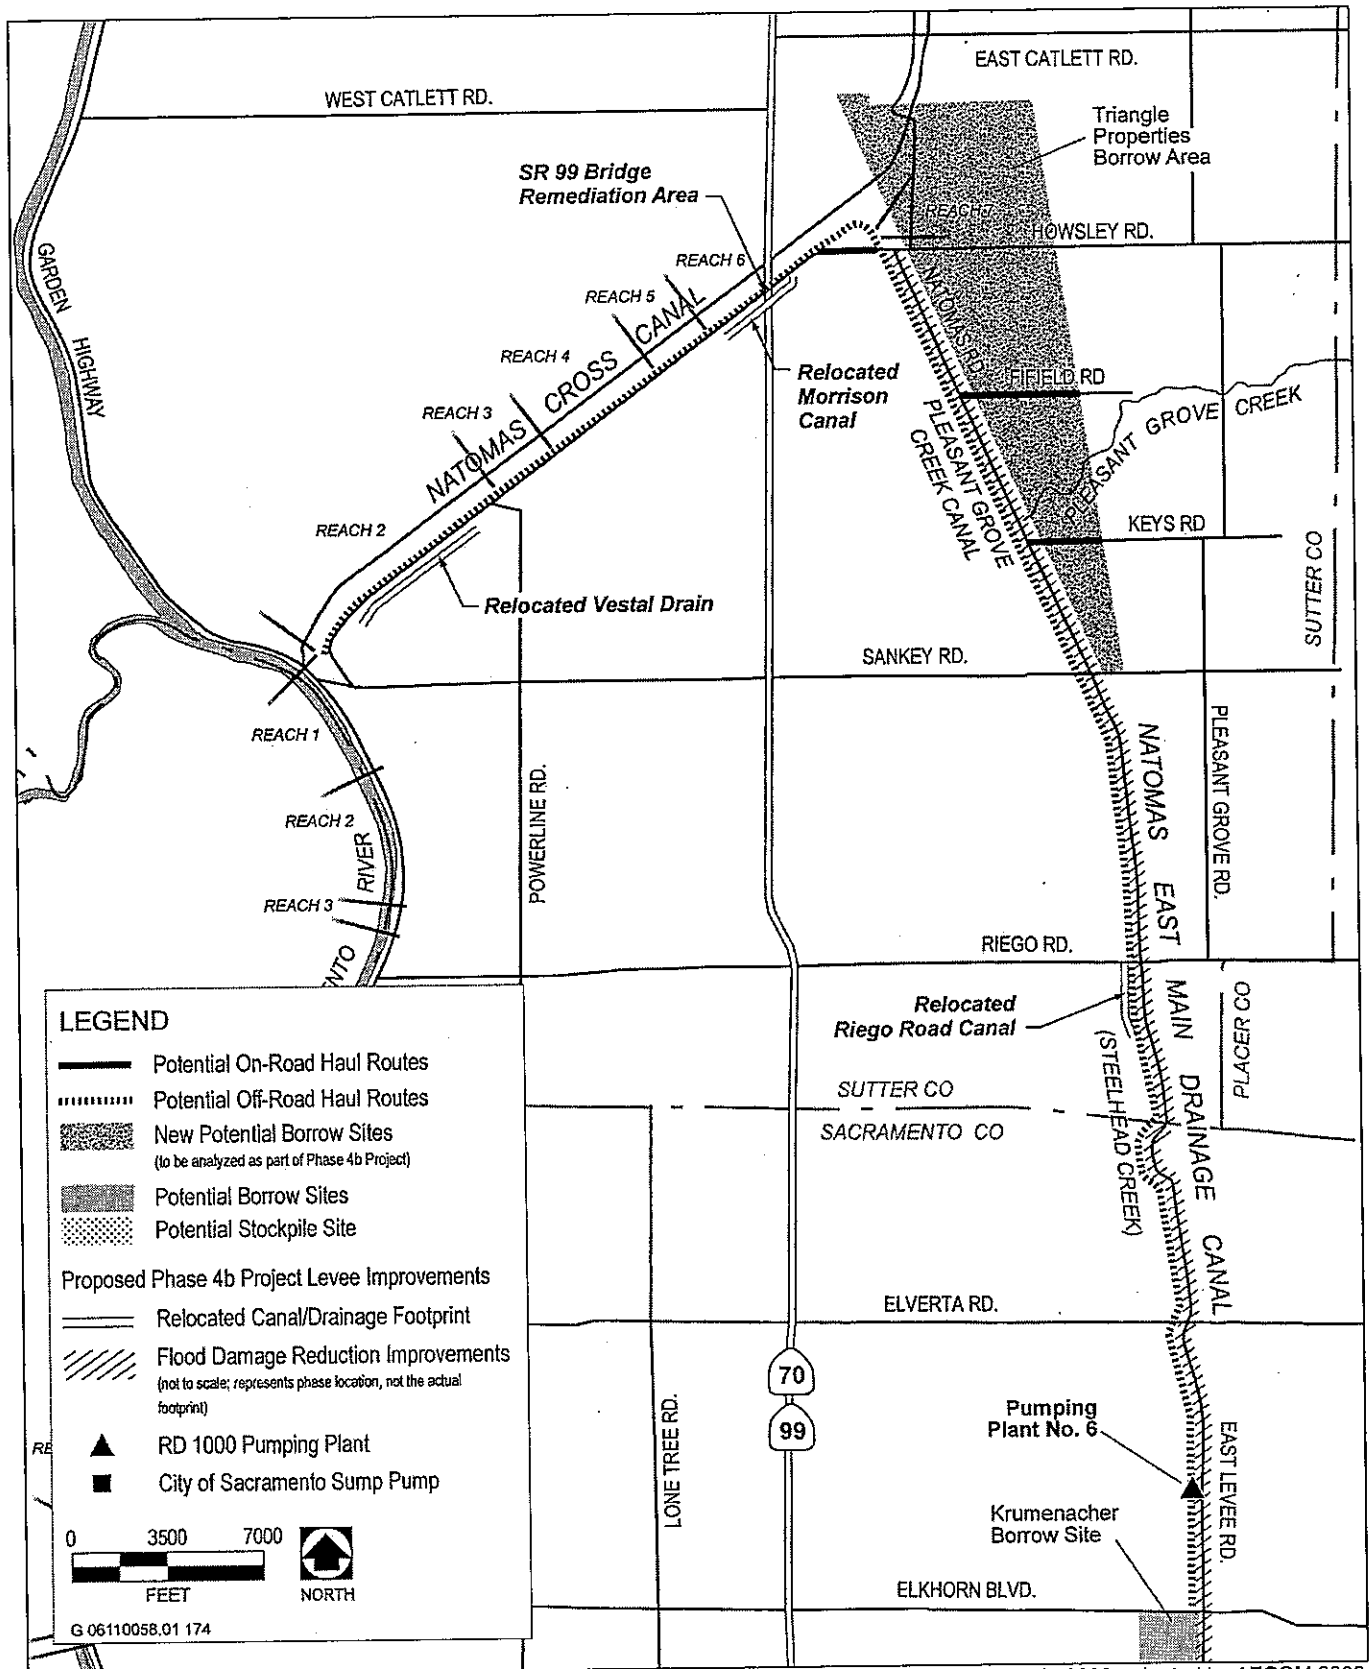 EAST CATLETT RD.
WEST CATLETT RD.
Triangle
Properties
Borrow Area
SR 99 Bridge
Remediation Area
REACH 7
HOWSLEY RD.
GARDEN
HIGHWAY
REACH 6
REACH 5
REACH 4
REACH 3
REACH 2
NATOMAS CROSS CANAL
NATOMAS RD
Relocated
Morrison
Canal
FIFIELD RD
PLEASANT GROVE CREEK
PLEASANT GROVE
CREEK CANAL
KEYS RD
SUTTER CO
Relocated Vestal Drain
SANKEY RD.
REACH 1
REACH 2
REACH 3
RIVER
NTO
POWERLINE RD.
PLEASANT GROVE RD.
NATOMAS EAST MAIN DRAINAGE CANAL
RIEGO RD.
Relocated
Riego Road Canal
(STEELHEAD CREEK)
PLACER CO
SUTTER CO
SACRAMENTO CO
ELVERTA RD.
70
99
LONE TREE RD.
Pumping
Plant No. 6
EAST LEVEE RD.
Krumenacher
Borrow Site
ELKHORN BLVD.
LEGEND
Potential On-Road Haul Routes
Potential Off-Road Haul Routes
New Potential Borrow Sites
(to be analyzed as part of Phase 4b Project)
Potential Borrow Sites
Potential Stockpile Site
Proposed Phase 4b Project Levee Improvements
Relocated Canal/Drainage Footprint
Flood Damage Reduction Improvements
(not to scale; represents phase location, not the actual
footprint)
RD 1000 Pumping Plant
City of Sacramento Sump Pump
RE
0 3500 7000
FEET
NORTH
G 06110058.01 174